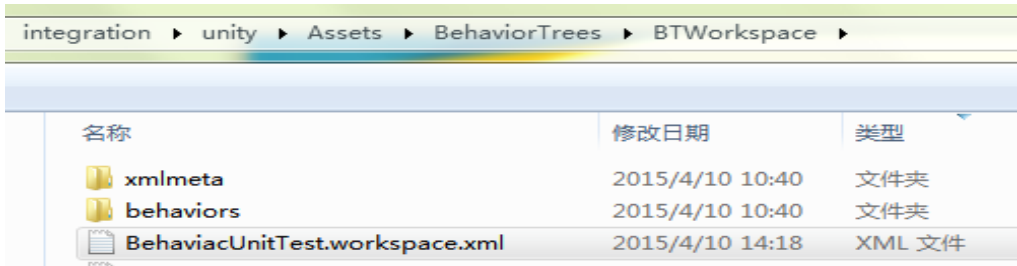 integration ▸ unity ▸ Assets ▸ BehaviorTrees ▸ BTWorkspace ▸
名称 修改日期 类型
xmlmeta 2015/4/10 10:40 文件夹
behaviors 2015/4/10 10:40 文件夹
BehaviacUnitTest.workspace.xml 2015/4/10 14:18 XML 文件